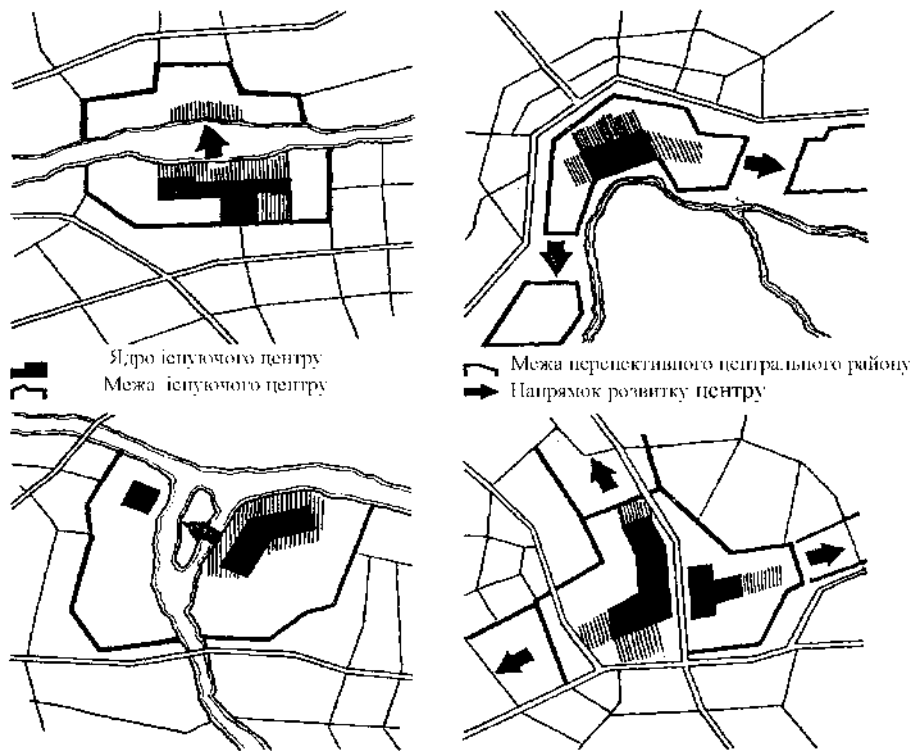 Ядро існуючого центру
Межа існуючого центру
Межа перспективного центрального району
Напрямок розвитку центру